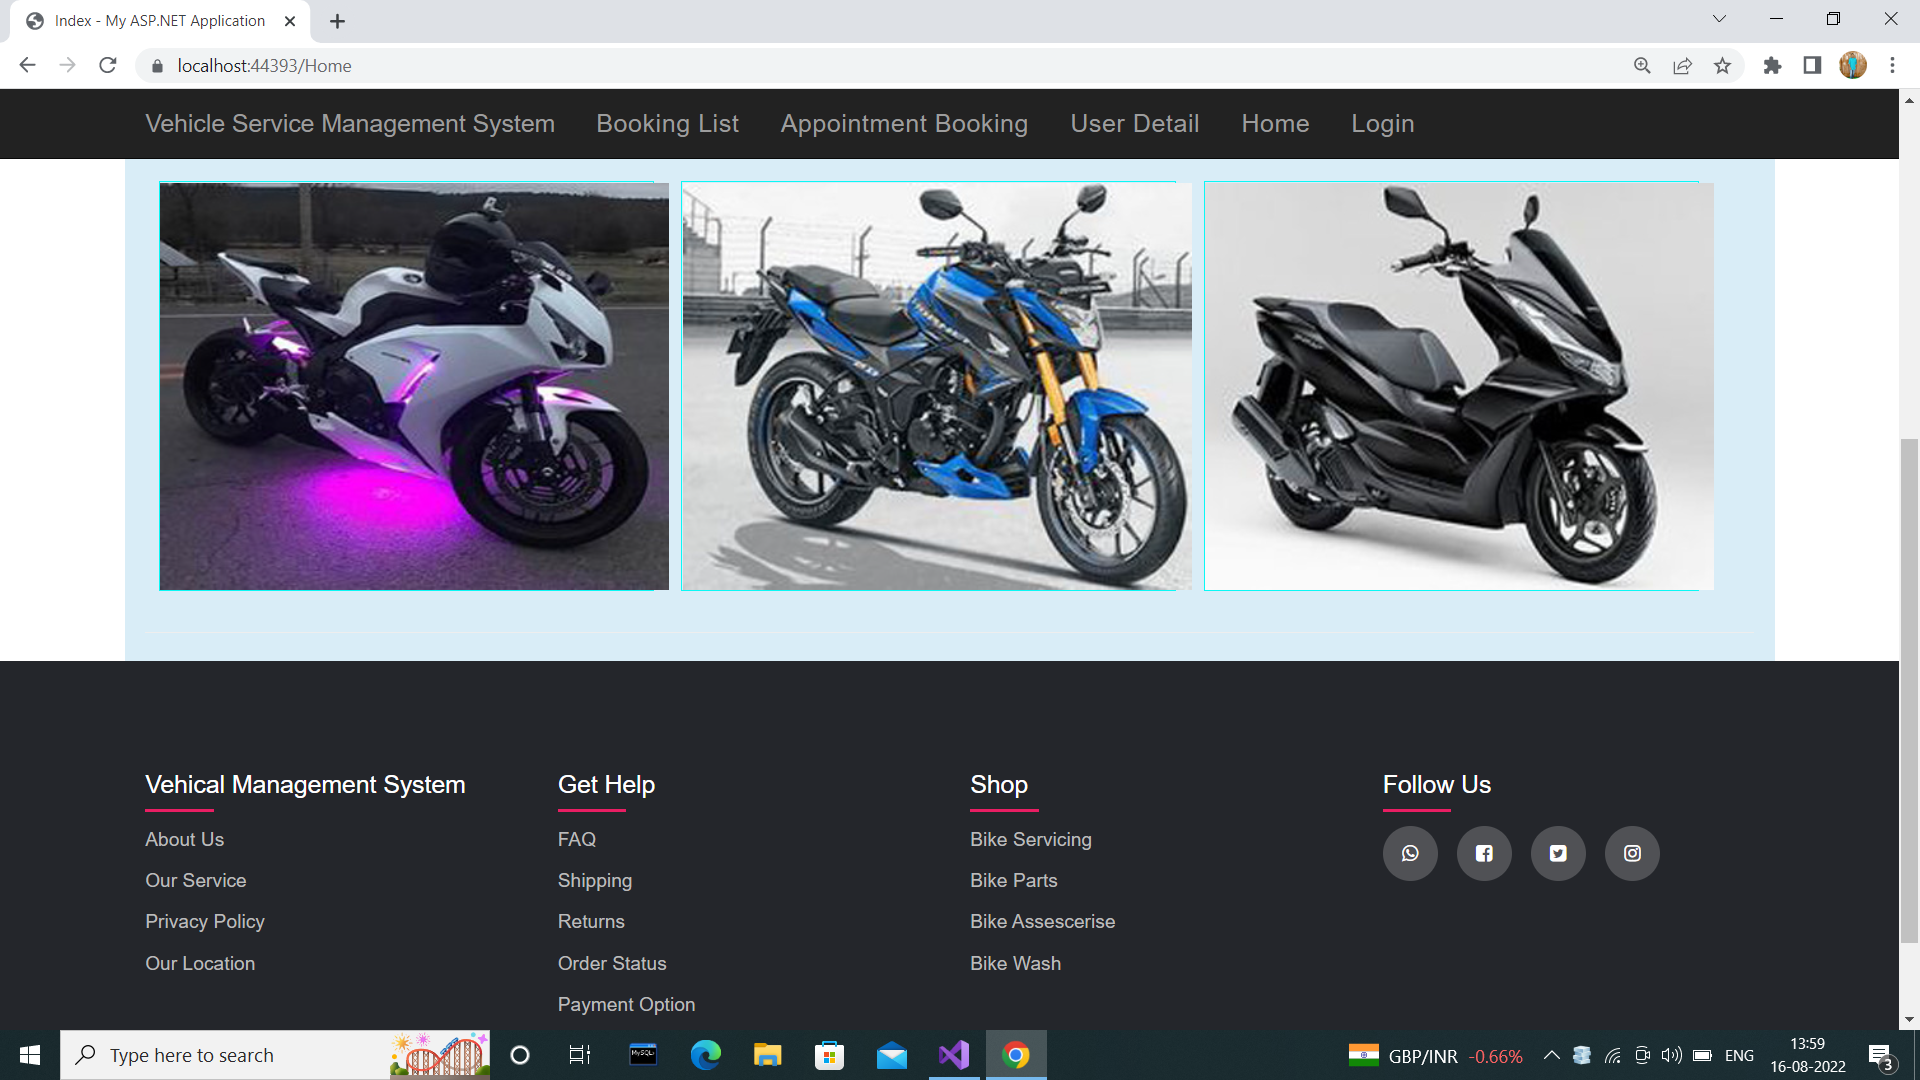 Index - My ASP.NET Application
localhost:44393/Home
Vehicle Service Management System Booking List Appointment Booking User Detail Home Login
Vehical Management System
About Us
Our Service
Privacy Policy
Our Location
Get Help
FAQ
Shipping
Returns
Order Status
Payment Option
Shop
Bike Servicing
Bike Parts
Bike Assescerise
Bike Wash
Follow Us
Type here to search
MySQL
GBP/INR -0.66%
ENG
13:59
16-08-2022
3